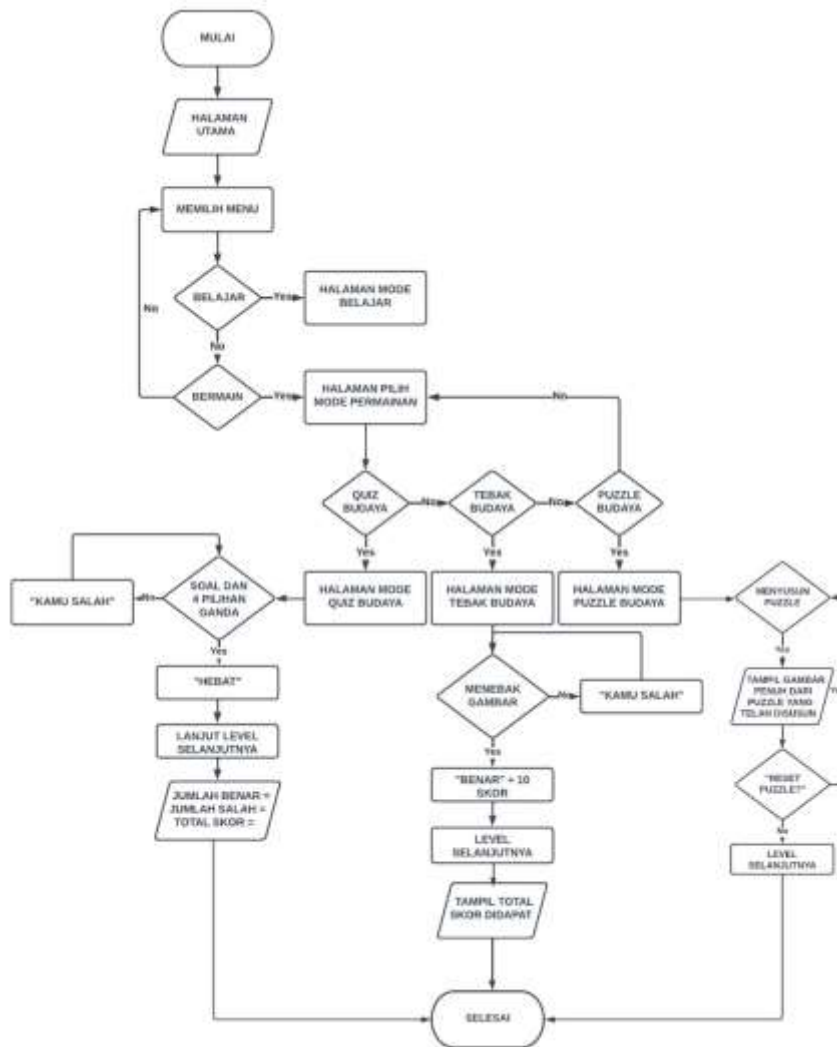 MULAI
HALAMAN
UTAMA
MEMILIH MENU
BELAJAR
Yes
HALAMAN MODE
BELAJAR
No
No
BERMAIN
Yes
HALAMAN PILIH
MODE PERMAINAN
No
QUIZ
BUDAYA
No
TEBAK
BUDAYA
No
PUZZLE
BUDAYA
Yes
Yes
Yes
"KAMU SALAH"
No
SOAL DAN
4 PILIHAN
GANDA
HALAMAN MODE
QUIZ BUDAYA
HALAMAN MODE
TEBAK BUDAYA
HALAMAN MODE
PUZZLE BUDAYA
MENYUSUN
PUZZLE
Yes
Yes
"HEBAT"
MENEBAK
GAMBAR
No
"KAMU SALAH"
TAMPIL GAMBAR
PENUH DARI
PUZZLE YANG
TELAH DISUSUN
LANJUT LEVEL
SELANJUTNYA
Yes
"BENAR" + 10
SKOR
"RESET
PUZZLE?"
JUMLAH BENAR =
JUMLAH SALAH =
TOTAL SKOR =
No
LEVEL
SELANJUTNYA
LEVEL
SELANJUTNYA
TAMPIL TOTAL
SKOR DIDAPAT
SELESAI